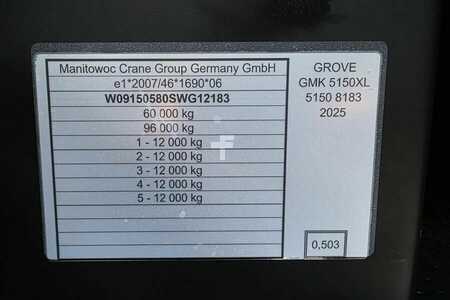 Manitowoc Crane Group Germany GmbH
e1*2007/46*1690*06
W09150580SWG12183
60 000 kg
96 000 kg
1 - 12 000 kg
2 - 12 000 kg
3 - 12 000 kg
4 - 12 000 kg
5 - 12 000 kg
GROVE
GMK 5150XL
5150 8183
2025
0,503